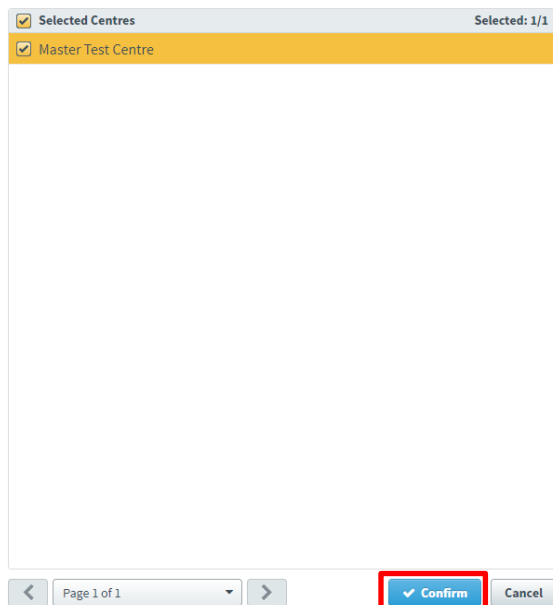 Selected Centres Selected: 1/1
Master Test Centre
Page 1 of 1 Confirm Cancel